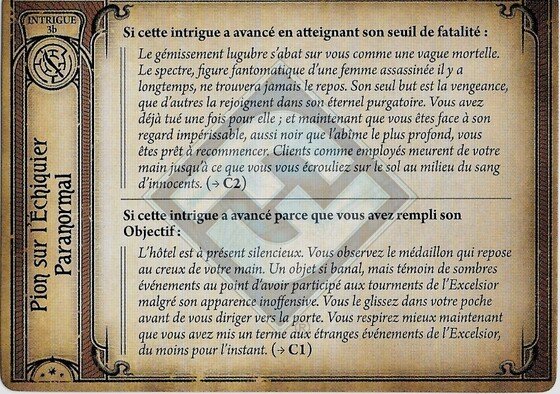 INTRIGUE
3b
Pion sur l'Échiquier
Paranormal
Si cette intrigue a avancé en atteignant son seuil de fatalité :
Le gémissement lugubre s'abat sur vous comme une vague mortelle.
Le spectre, figure fantomatique d'une femme assassinée il y a
longtemps, ne trouvera jamais le repos. Son seul but est la vengeance,
que d'autres la rejoignent dans son éternel purgatoire. Vous avez
déjà tué une fois pour elle ; et maintenant que vous êtes face à son
regard impérissable, aussi noir que l'abîme le plus profond, vous
êtes prêt à recommencer. Clients comme employés meurent de votre
main jusqu'à ce que vous vous écrouliez sur le sol au milieu du sang
d'innocents. (→ C2)
Si cette intrigue a avancé parce que vous avez rempli son
Objectif :
L'hôtel est à présent silencieux. Vous observez le médaillon qui repose
au creux de votre main. Un objet si banal, mais témoin de sombres
événements au point d'avoir participé aux tourments de l'Excelsior
malgré son apparence inoffensive. Vous le glissez dans votre poche
avant de vous diriger vers la porte. Vous respirez mieux maintenant
que vous avez mis un terme aux étranges événements de l'Excelsior,
du moins pour l'instant. (→ C1)